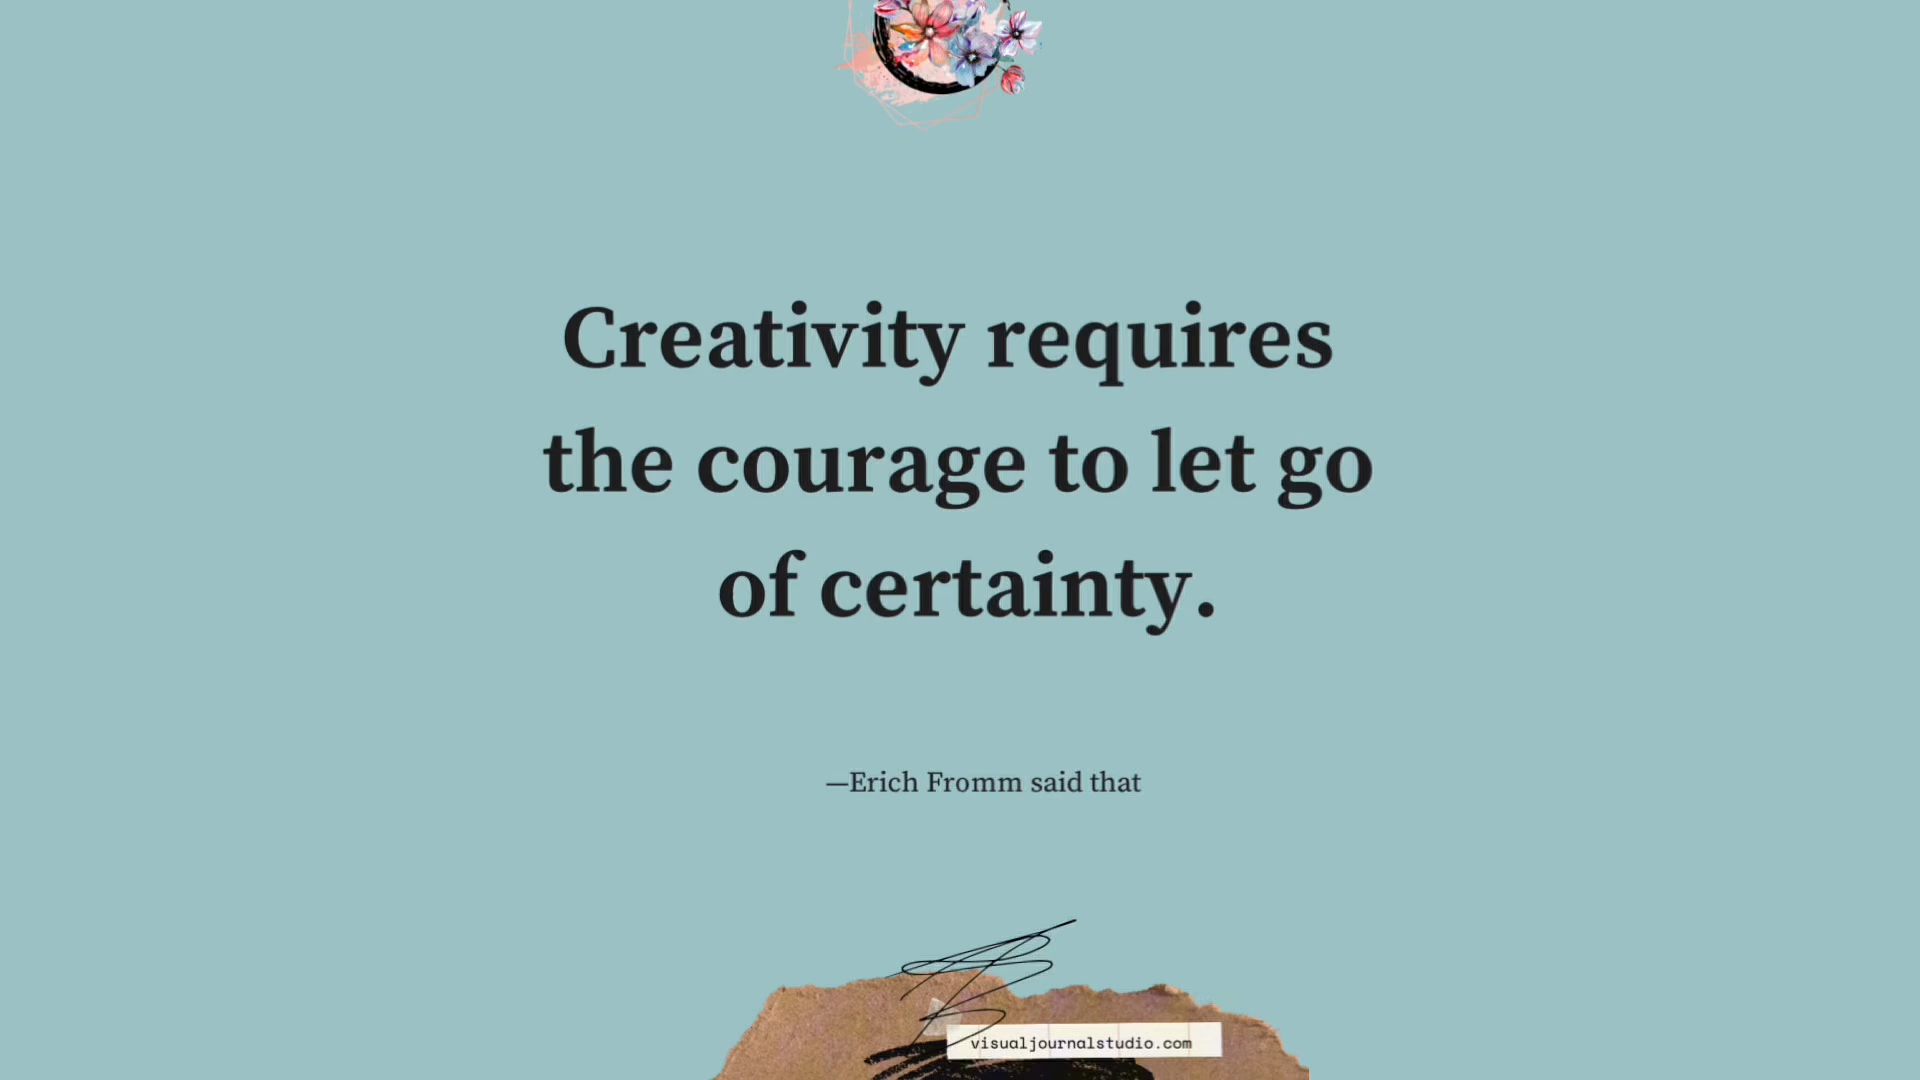 Creativity requires
the courage to let go
of certainty.
—Erich Fromm said that
visualjournalstudio.com